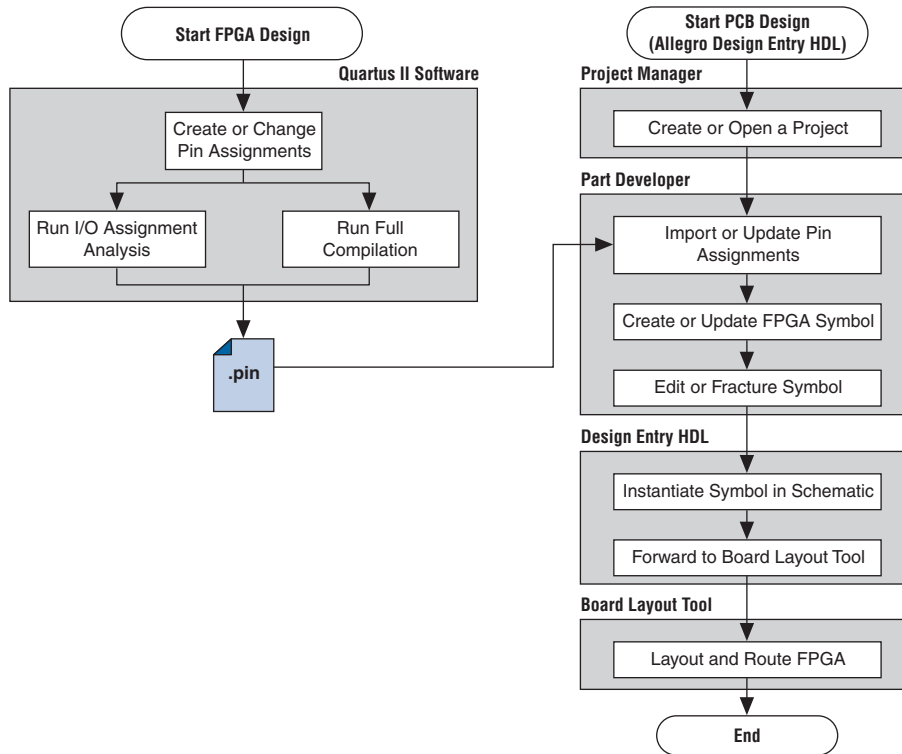 Start FPGA Design
Quartus II Software
Create or Change
Pin Assignments
Run I/O Assignment
Analysis
Run Full
Compilation
.pin
Start PCB Design
(Allegro Design Entry HDL)
Project Manager
Create or Open a Project
Part Developer
Import or Update Pin
Assignments
Create or Update FPGA Symbol
Edit or Fracture Symbol
Design Entry HDL
Instantiate Symbol in Schematic
Forward to Board Layout Tool
Board Layout Tool
Layout and Route FPGA
End